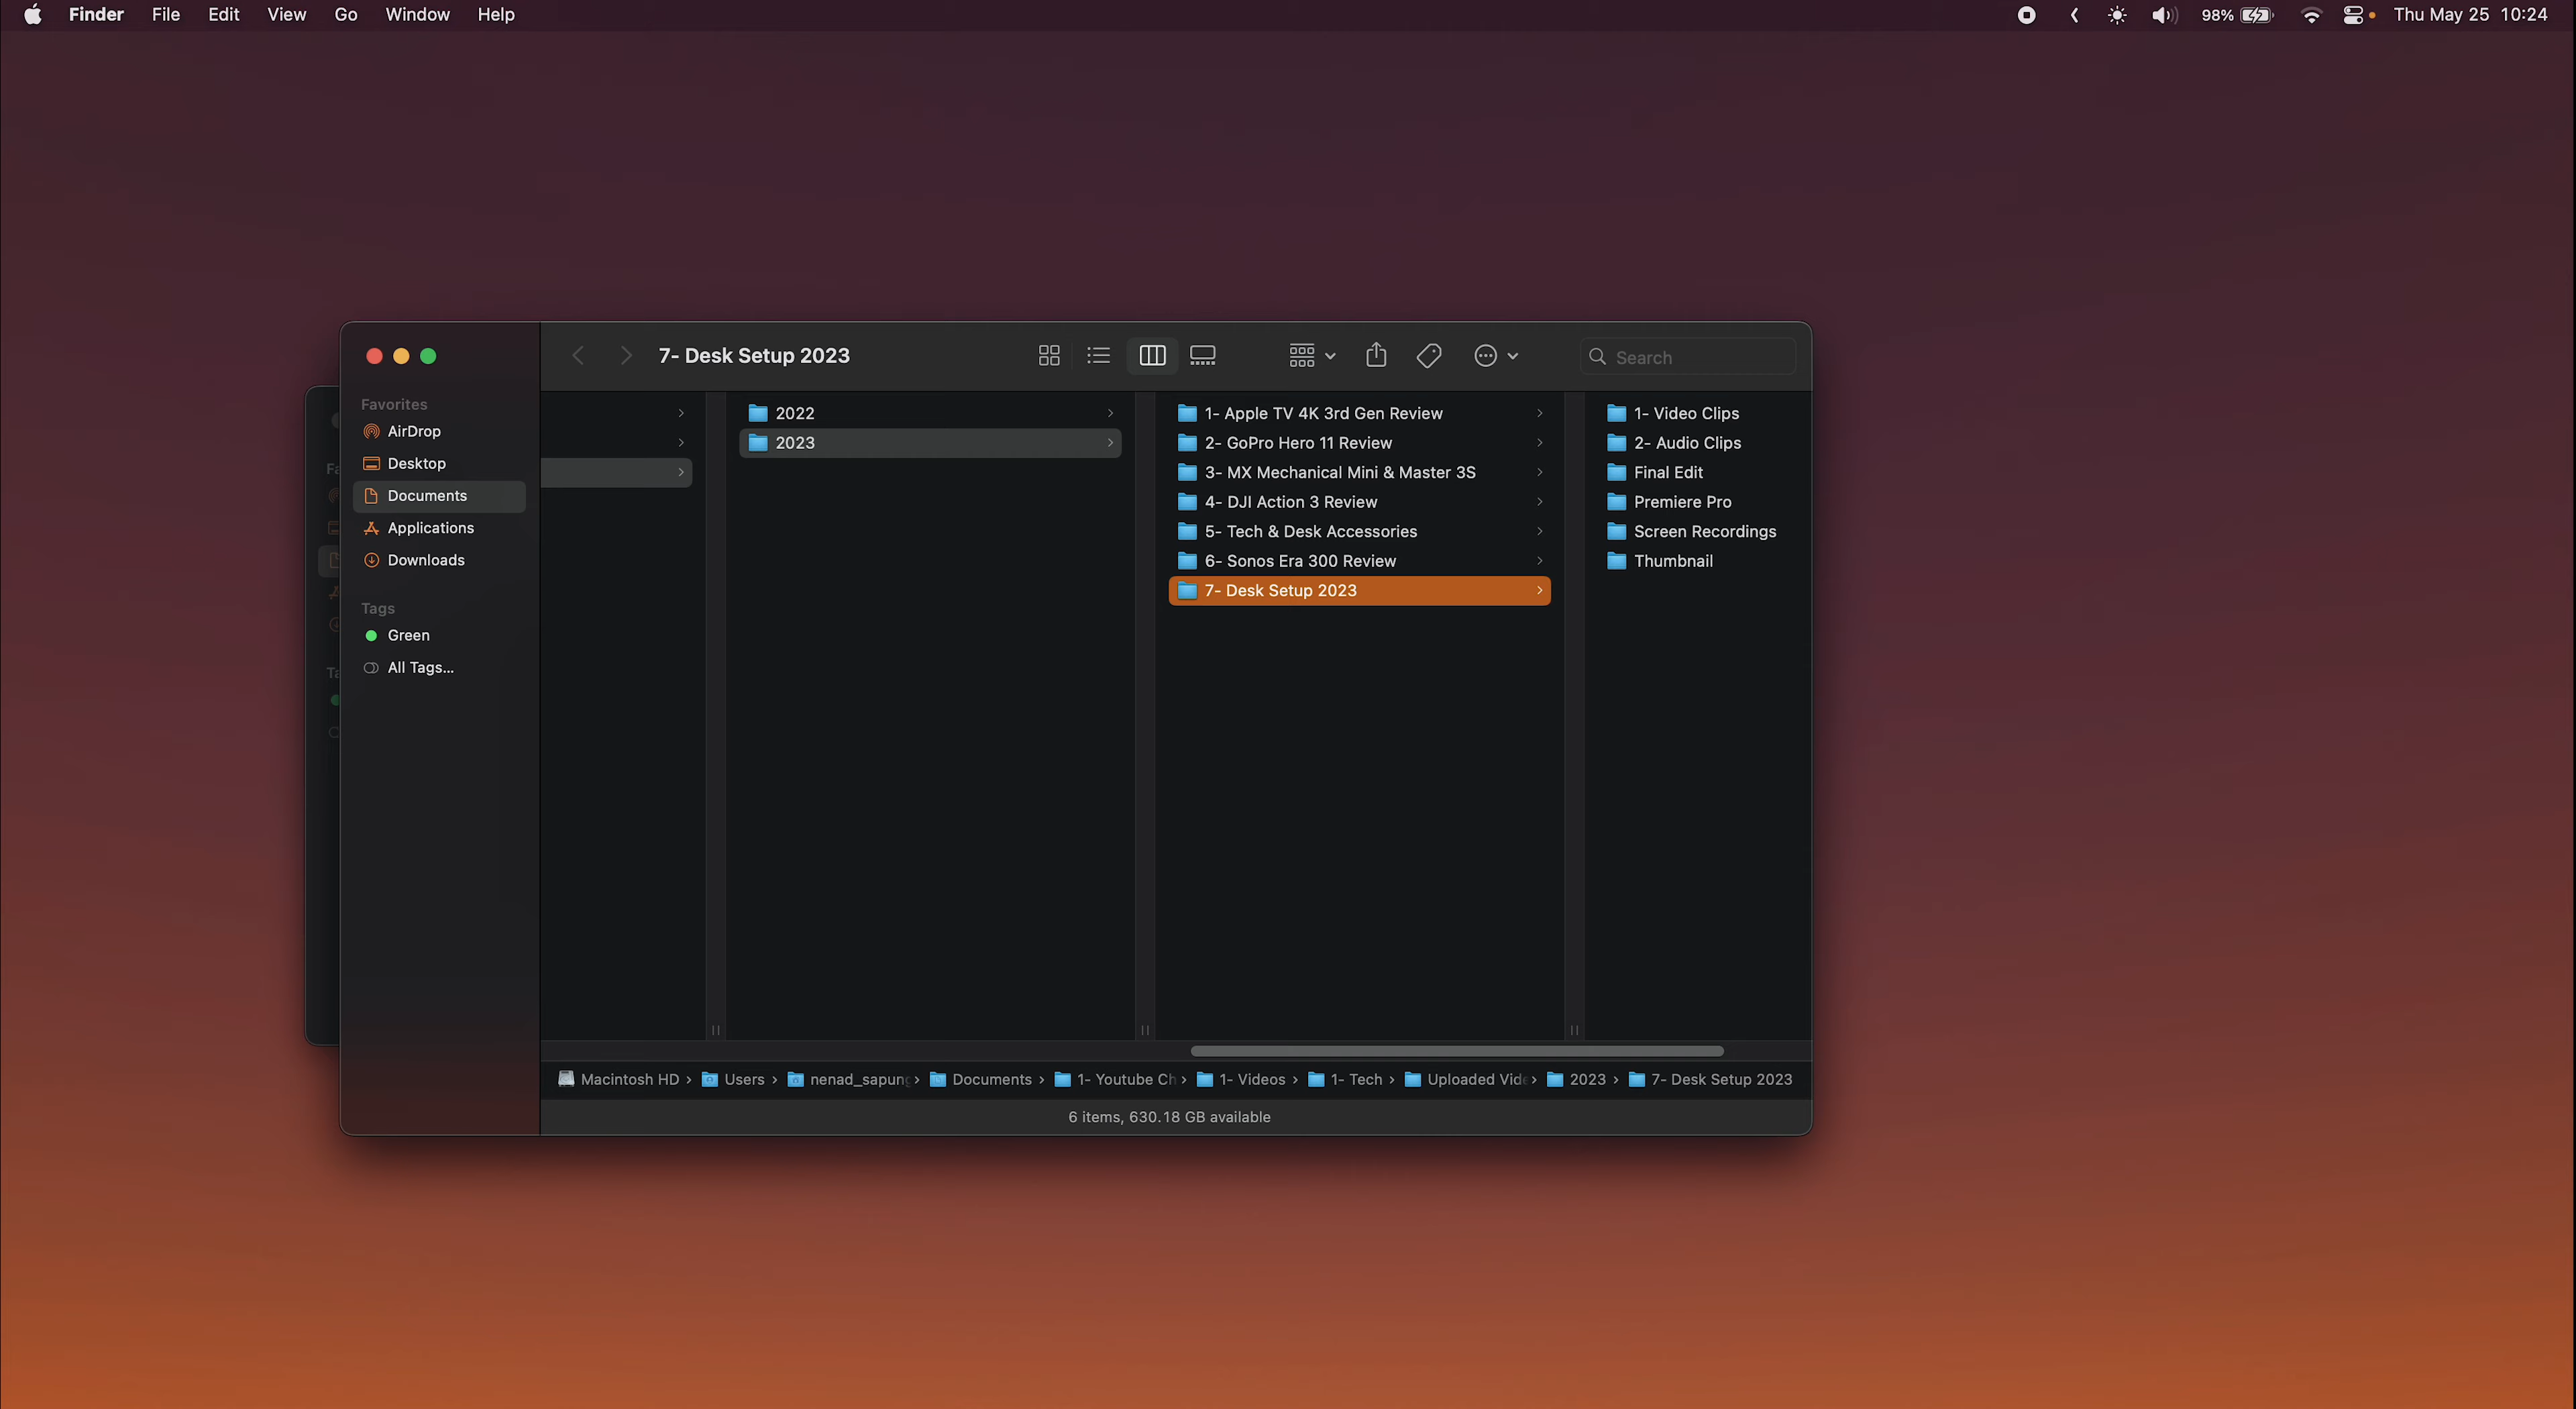 Finder File Edit View Go Window Help 98% Thu May 25 10:24
7- Desk Setup 2023 Search
Favorites
AirDrop
Desktop
Documents
Applications
Downloads
Tags
Green
All Tags...
2022
2023
1- Apple TV 4K 3rd Gen Review
2- GoPro Hero 11 Review
3- MX Mechanical Mini & Master 3S
4- DJI Action 3 Review
5- Tech & Desk Accessories
6- Sonos Era 300 Review
7- Desk Setup 2023
1- Video Clips
2- Audio Clips
Final Edit
Premiere Pro
Screen Recordings
Thumbnail
Macintosh HD › Users › nenad_sapung › Documents › 1- Youtube Ch › 1- Videos › 1- Tech › Uploaded Vide › 2023 › 7- Desk Setup 2023
6 items, 630.18 GB available